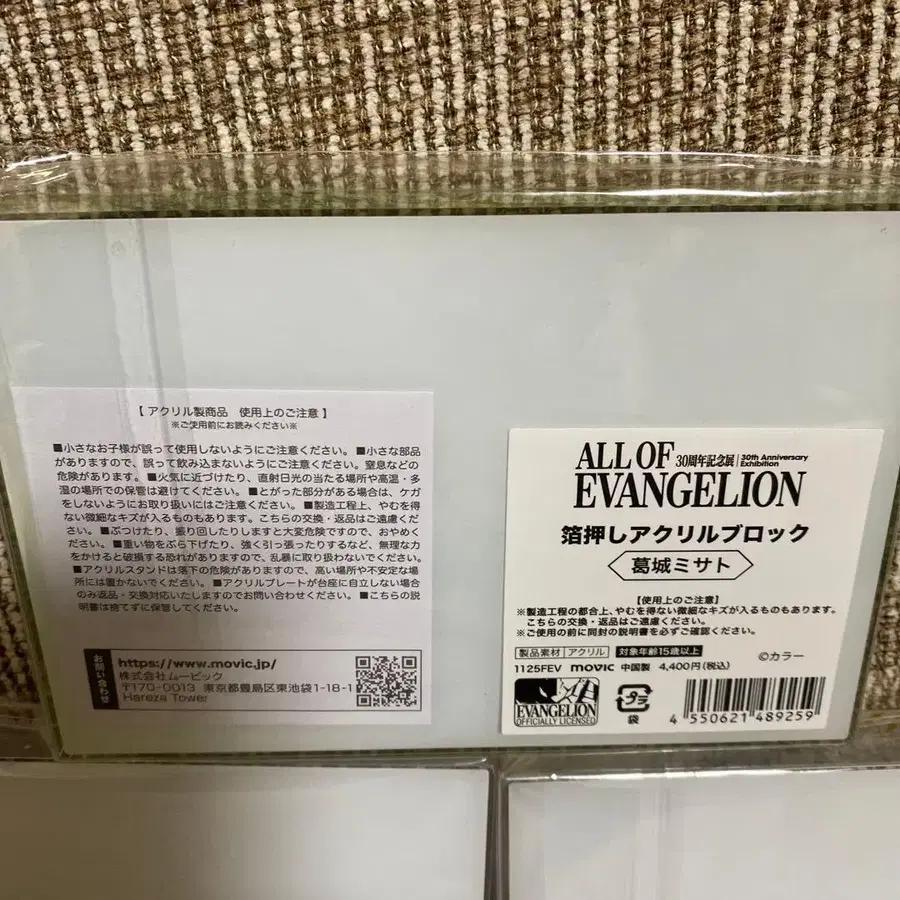 【 アクリル製商品 使用上のご注意 】
※ご使用前にお読みください※
■小さなお子様が誤って使用しないようにご注意ください。 ■小さな部品
がありますので、誤って飲み込まないようにご注意ください。窒息などの
危険があります。 ■火気に近づけたり、直射日光の当たる場所や高温・多
湿の場所での保管は避けてください。 ■とがった部分がある場合は、ケガ
をしないようにお取り扱いにはご注意ください。 ■製造工程上、やむを得
ない微細なキズが入るものもあります。こちらの交換・返品はご遠慮くだ
さい。 ■ぶつけたり、振り回したりしますと大変危険ですので、おやめく
ださい。 ■重い物をぶら下げたり、強く引っ張ったりするなど、無理な力
をかけると破損する恐れがありますので、乱暴に取り扱わないでください。
■アクリルスタンドは落下の危険がありますので、高い場所や不安定な場
所には置かないでください。 ■アクリルプレートが台座に自立しない場合
のみ返品・交換対応いたしますのでお問い合わせください。 ■こちらの説
明書は捨てずに保管してください。
お問い合わせ
https://www.movic.jp/
株式会社ムービック
〒170-0013 東京都豊島区東池袋1-18-1
Hareza Tower
ALL OF 30周年記念展 30th Anniversary Exhibition
EVANGELION
箔押しアクリルブロック
葛城ミサト
【使用上のご注意】
※製造工程の都合上、やむを得ない微細なキズが入るものもあります。
こちらの交換・返品はご遠慮ください。
※ご使用の前に同封の説明書を必ずご確認ください。
製品素材 アクリル 対象年齢15歳以上 ©カラー
1125FEV movic 中国製 4,400円(税込)
EVANGELION
OFFICIALLY LICENSED
プラ
袋
4 550621 489259